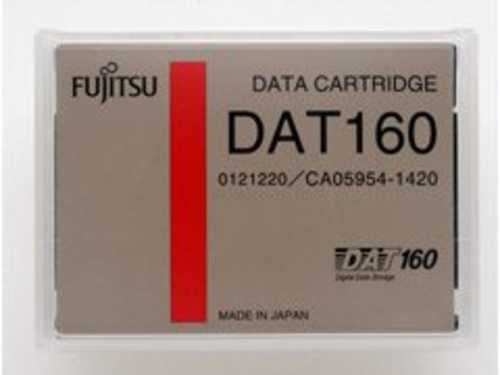 FUJITSU
DATA CARTRIDGE
DAT160
0121220/CA05954-1420
DAT160
Digital Data Storage
MADE IN JAPAN